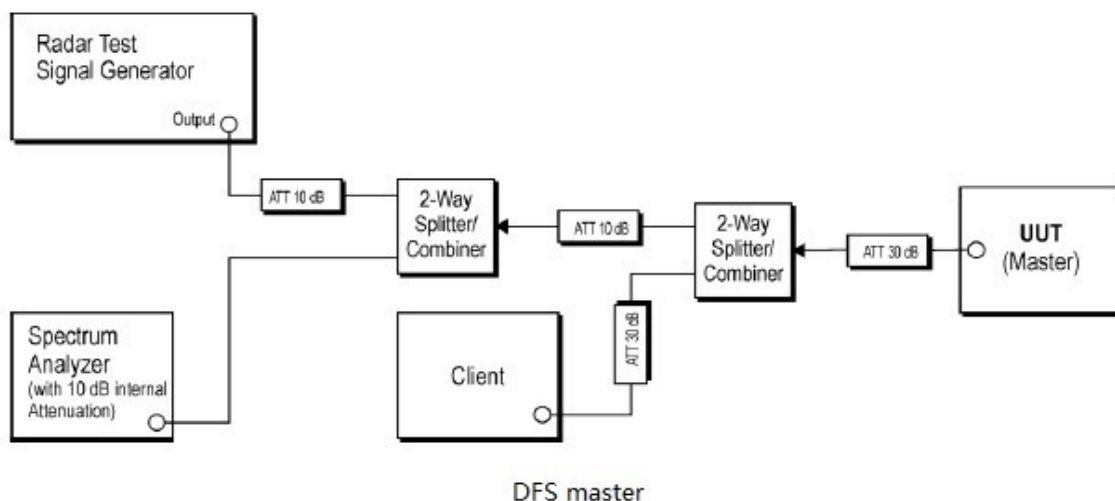 Radar Test
Signal Generator
Output
ATT 10 dB
2-Way
Splitter/
Combiner
ATT 10 dB
2-Way
Splitter/
Combiner
ATT 30 dB
UUT
(Master)
Spectrum
Analyzer
(with 10 dB internal
Attenuation)
Client
ATT 30 dB
DFS master